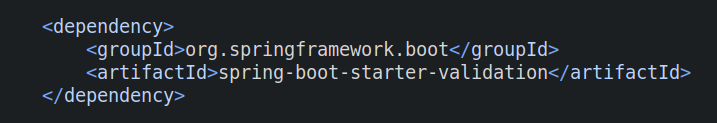 <dependency>
    <groupId>org.springframework.boot</groupId>
    <artifactId>spring-boot-starter-validation</artifactId>
</dependency>